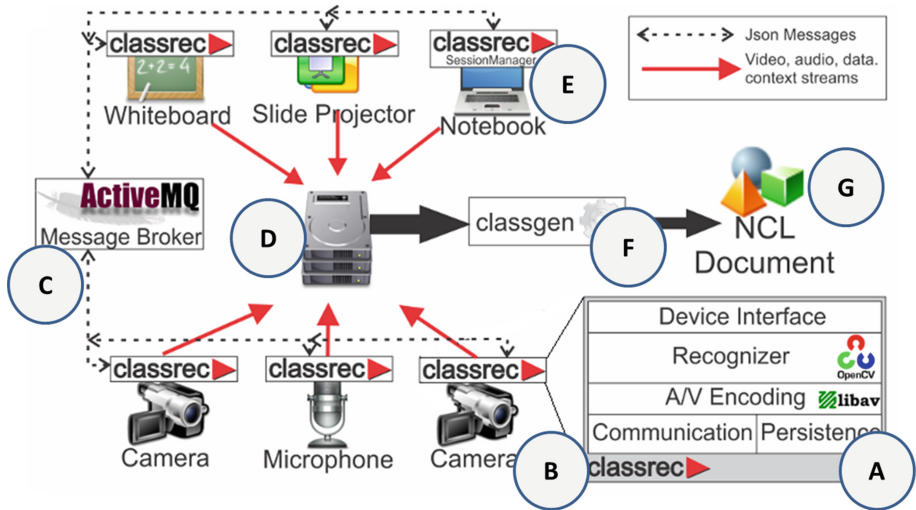 classrec
classrec
classrec
SessionManager
2+2= 4
Whiteboard
Slide Projector
Notebook
E
Json Messages
Video, audio, data.
context streams
ActiveMQ
Message Broker
C
D
classgen
F
G
NCL
Document
classrec
classrec
classrec
Camera
Microphone
Camera
B
Device Interface
Recognizer
OpenCV
A/V Encoding
libav
Communication
Persistence
classrec
A